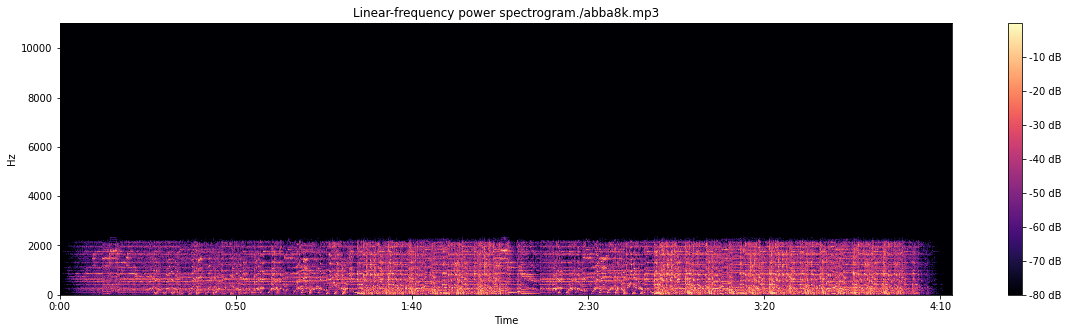 Linear-frequency power spectrogram./abba8k.mp3
10000
8000
6000
4000
2000
0
Hz
0:00
0:50
1:40
2:30
3:20
4:10
Time
-10 dB
-20 dB
-30 dB
-40 dB
-50 dB
-60 dB
-70 dB
-80 dB